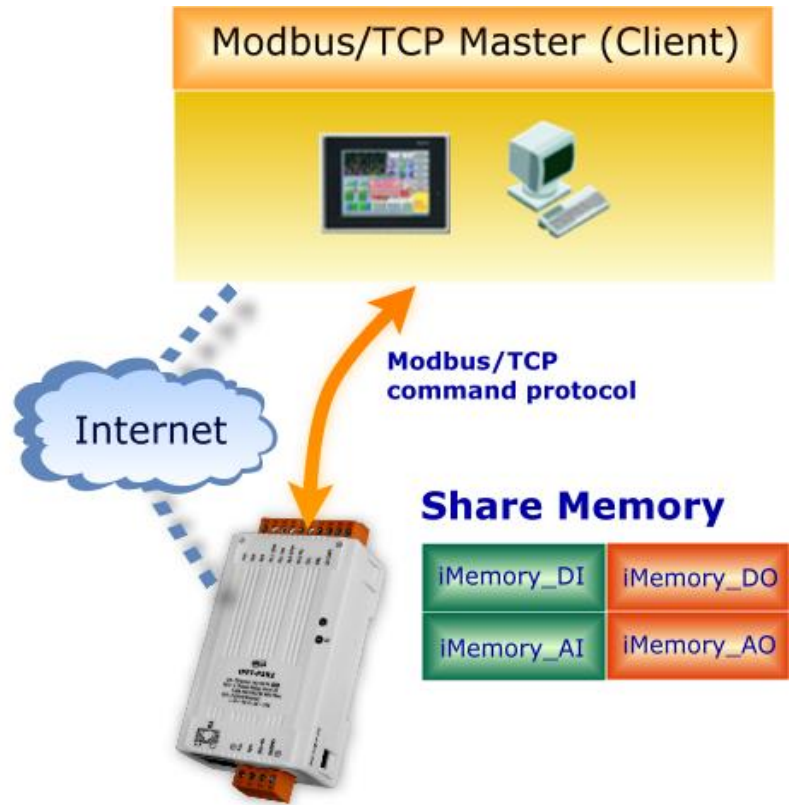 Modbus/TCP Master (Client)
Modbus/TCP
command protocol
Internet
Share Memory
iMemory_DI
iMemory_DO
iMemory_AI
iMemory_AO